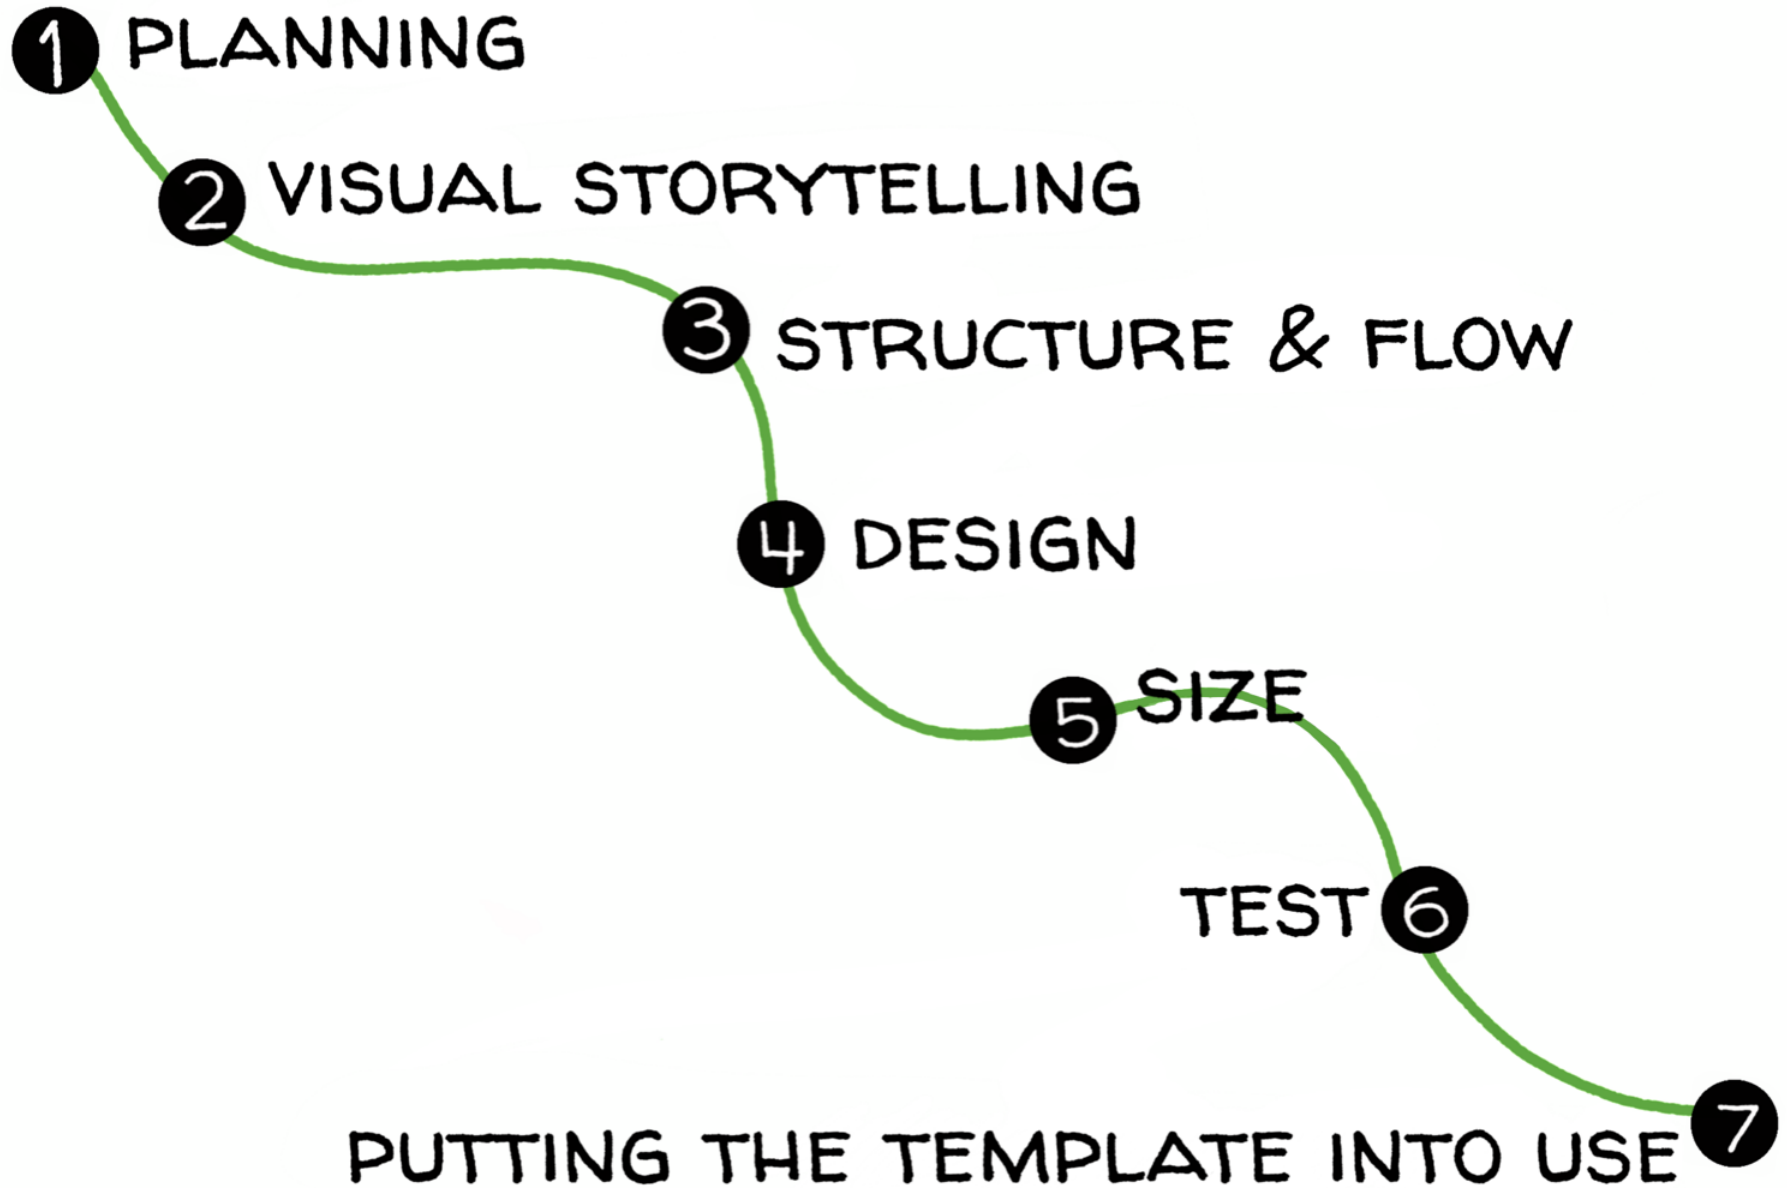 1 PLANNING
2 VISUAL STORYTELLING
3 STRUCTURE & FLOW
4 DESIGN
5 SIZE
TEST 6
PUTTING THE TEMPLATE INTO USE 7